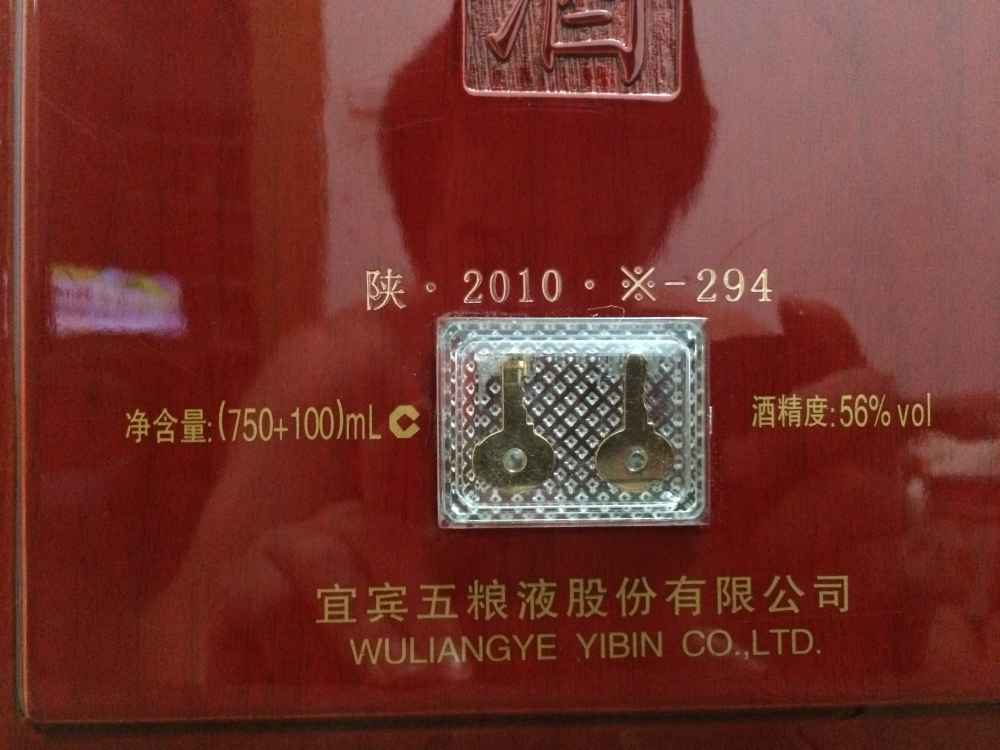 酒
陕·2010·※-294
净含量:(750+100)mL C
酒精度:56% vol
宜宾五粮液股份有限公司
WULIANGYE YIBIN CO.,LTD.